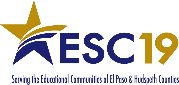 ESC19
Serving the Educational Communities of El Paso & Hudspeth Counties